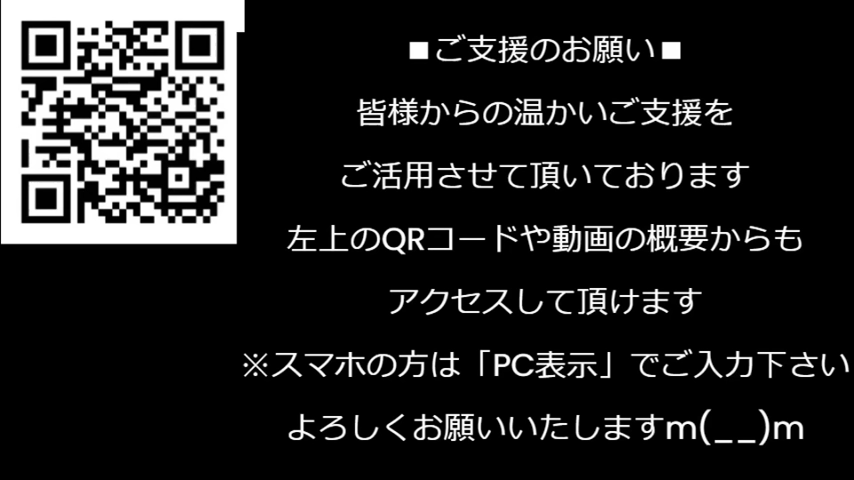 ■ご支援のお願い■
皆様からの温かいご支援を
ご活用させて頂いております
左上のQRコードや動画の概要からも
アクセスして頂けます
※スマホの方は「PC表示」でご入力下さい
よろしくお願いいたしますm(__)m